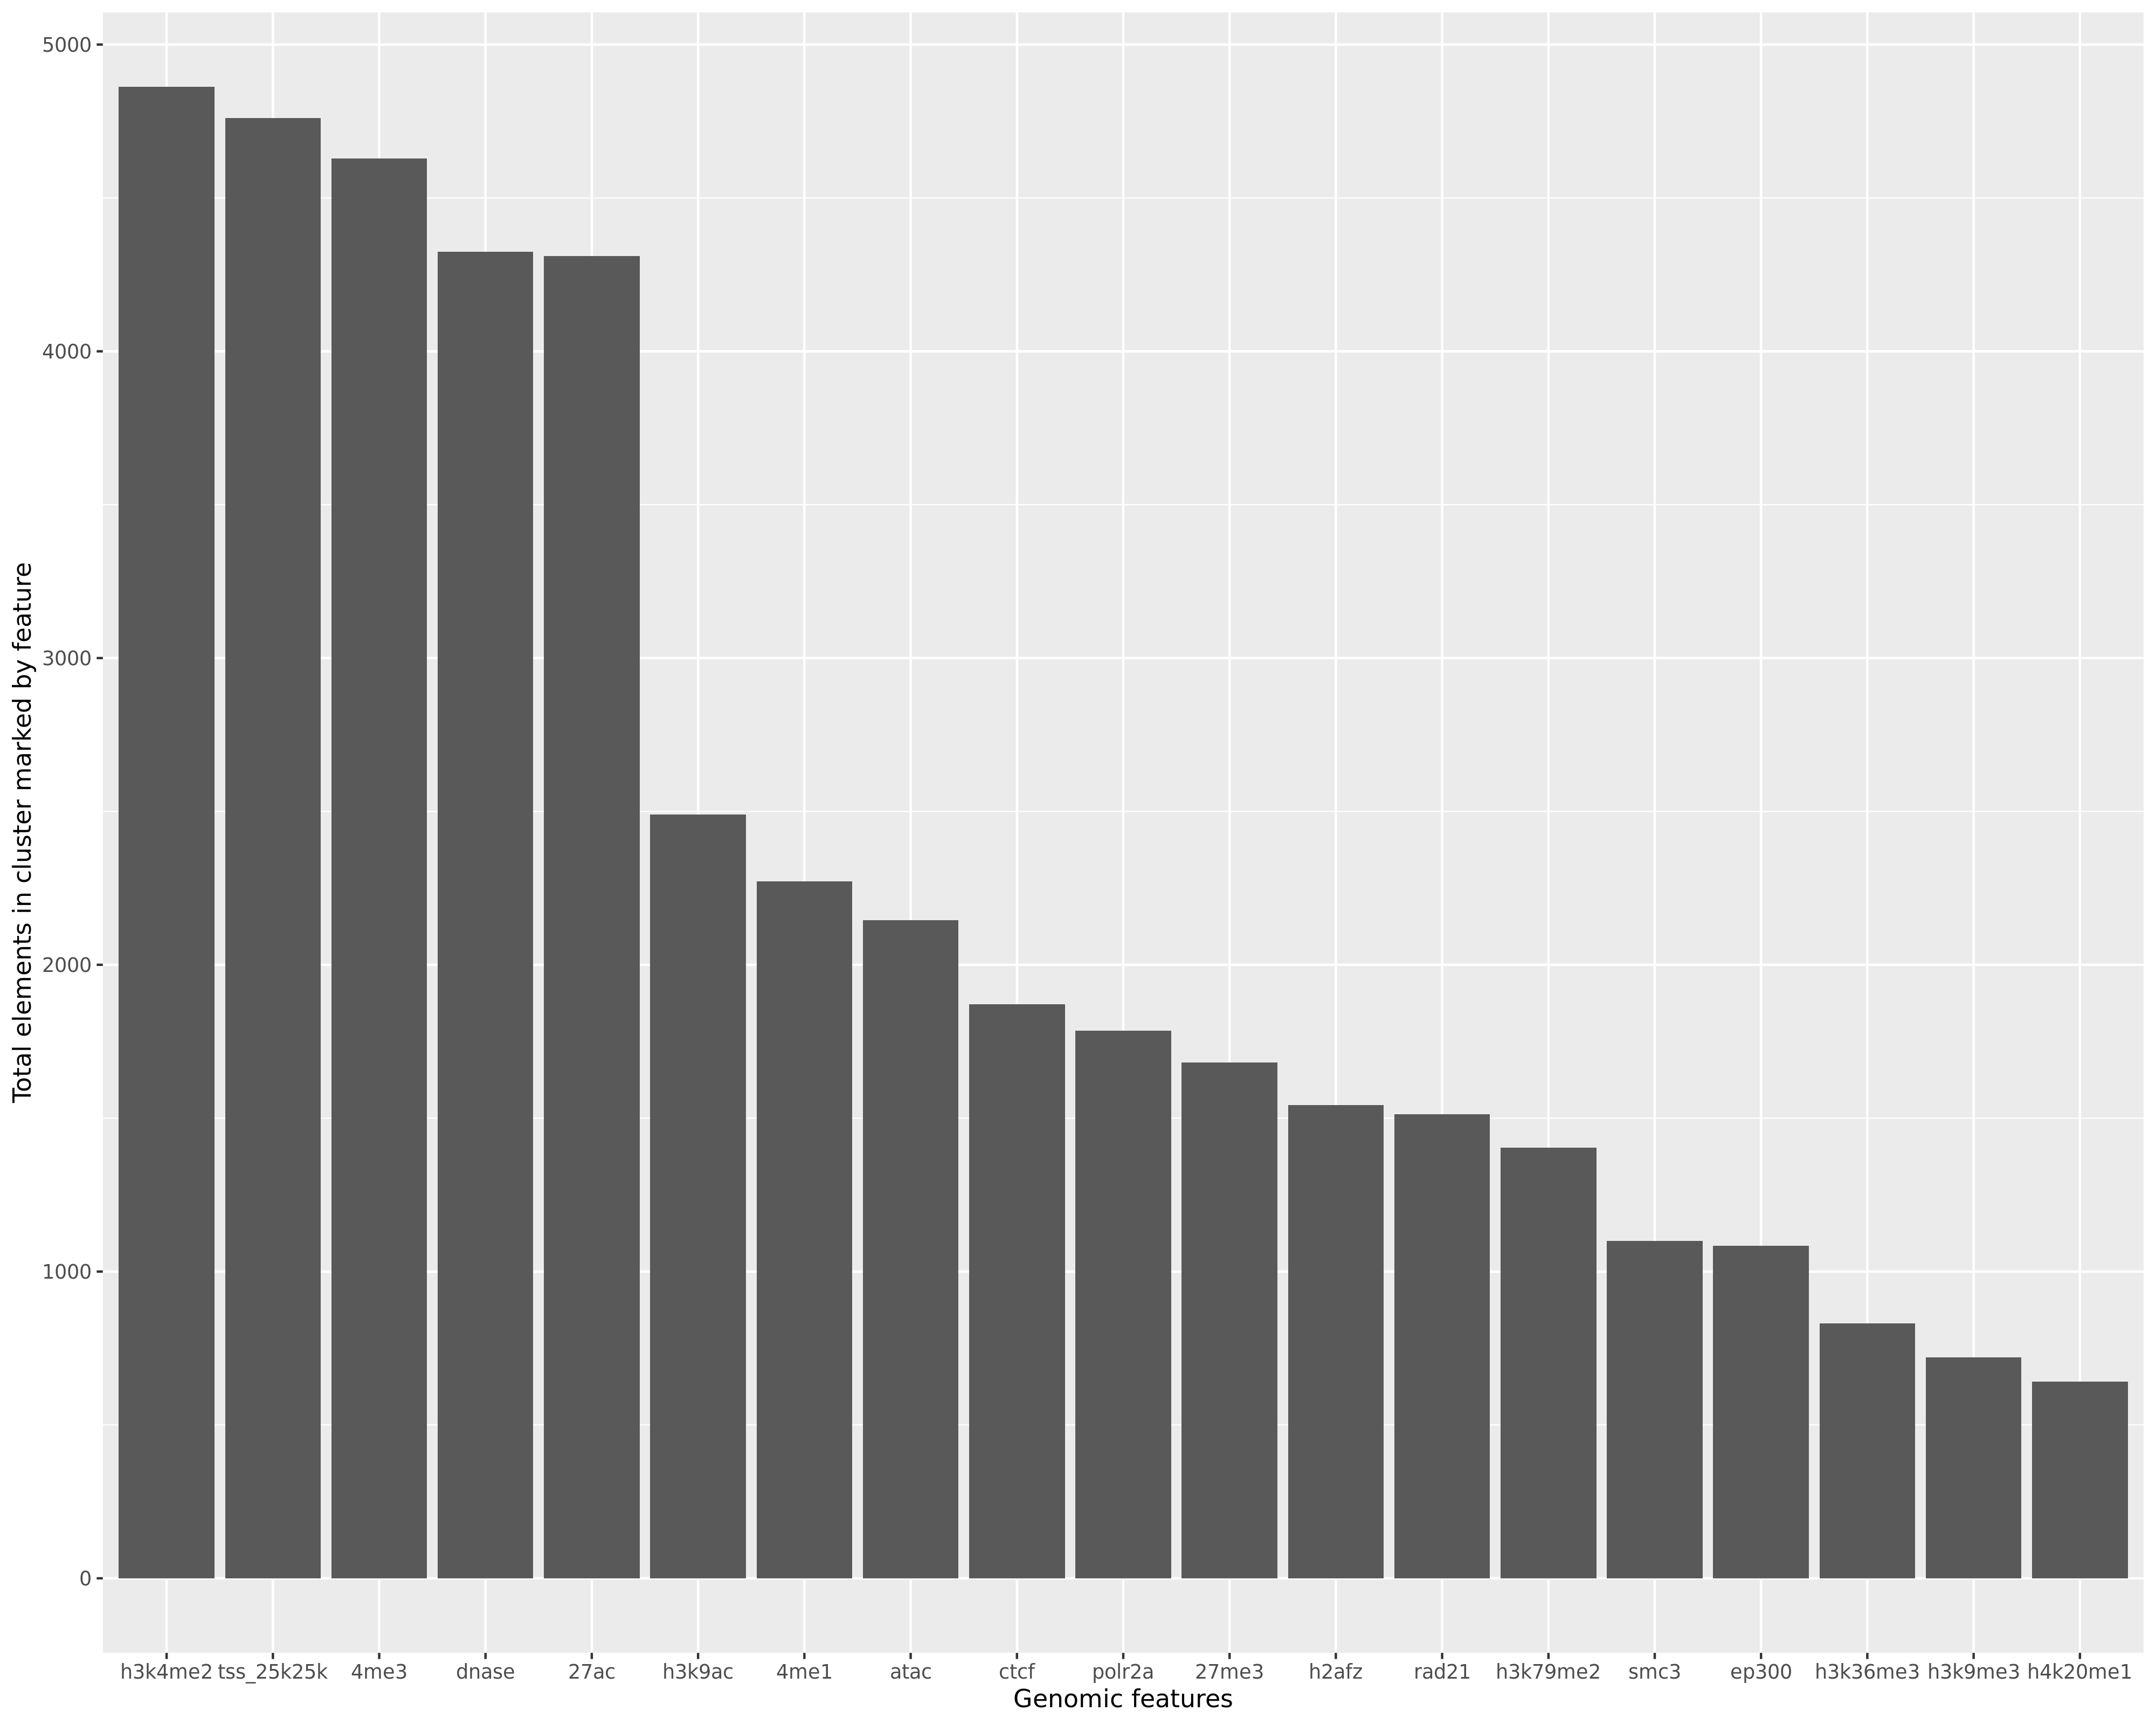 Total elements in cluster marked by feature
5000
4000
3000
2000
1000
0
h3k4me2 tss_25k25k 4me3 dnase 27ac h3k9ac 4me1 atac ctcf polr2a 27me3 h2afz rad21 h3k79me2 smc3 ep300 h3k36me3 h3k9me3 h4k20me1
Genomic features